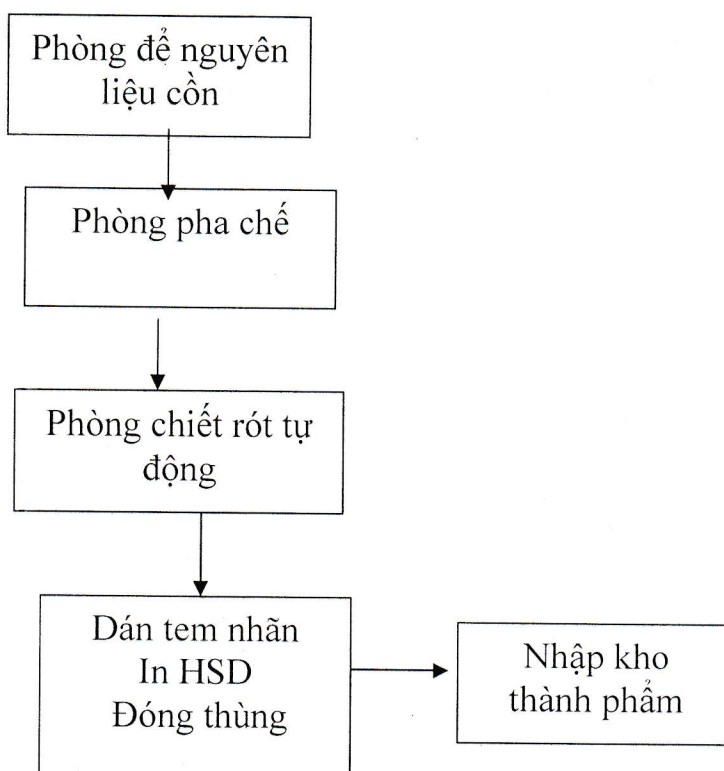 Phòng để nguyên
liệu cồn
Phòng pha chế
Phòng chiết rót tự
động
Dán tem nhãn
In HSD
Đóng thùng
Nhập kho
thành phẩm